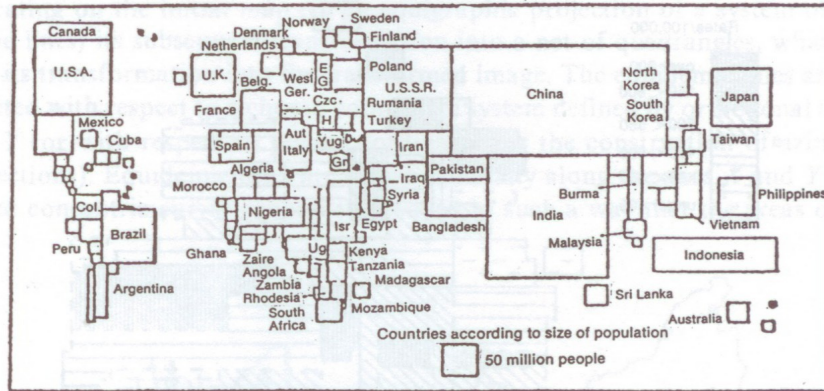 Canada
U.S.A.
Mexico
Cuba
Col.
Peru
Brazil
Argentina
Norway
Sweden
Denmark
Netherlands
Finland
U.K.
Belg.
West
Ger.
E
Poland
U.S.S.R.
France
Czc
Rumania
H
Turkey
Spain
Aut
Italy
Yug
Gr
Iran
Algeria
Iraq
Pakistan
Morocco
Syria
Nigeria
Isr.
Egypt
Bangladesh
Ghana
Ug
Kenya
Zaire
Angola
Tanzania
Zambia
Madagascar
Rhodesia
South
Africa
Mozambique
China
North
Korea
South
Korea
Japan
Taiwan
Burma
India
Philippines
Vietnam
Malaysia
Indonesia
Sri Lanka
Australia
Countries according to size of population
50 million people